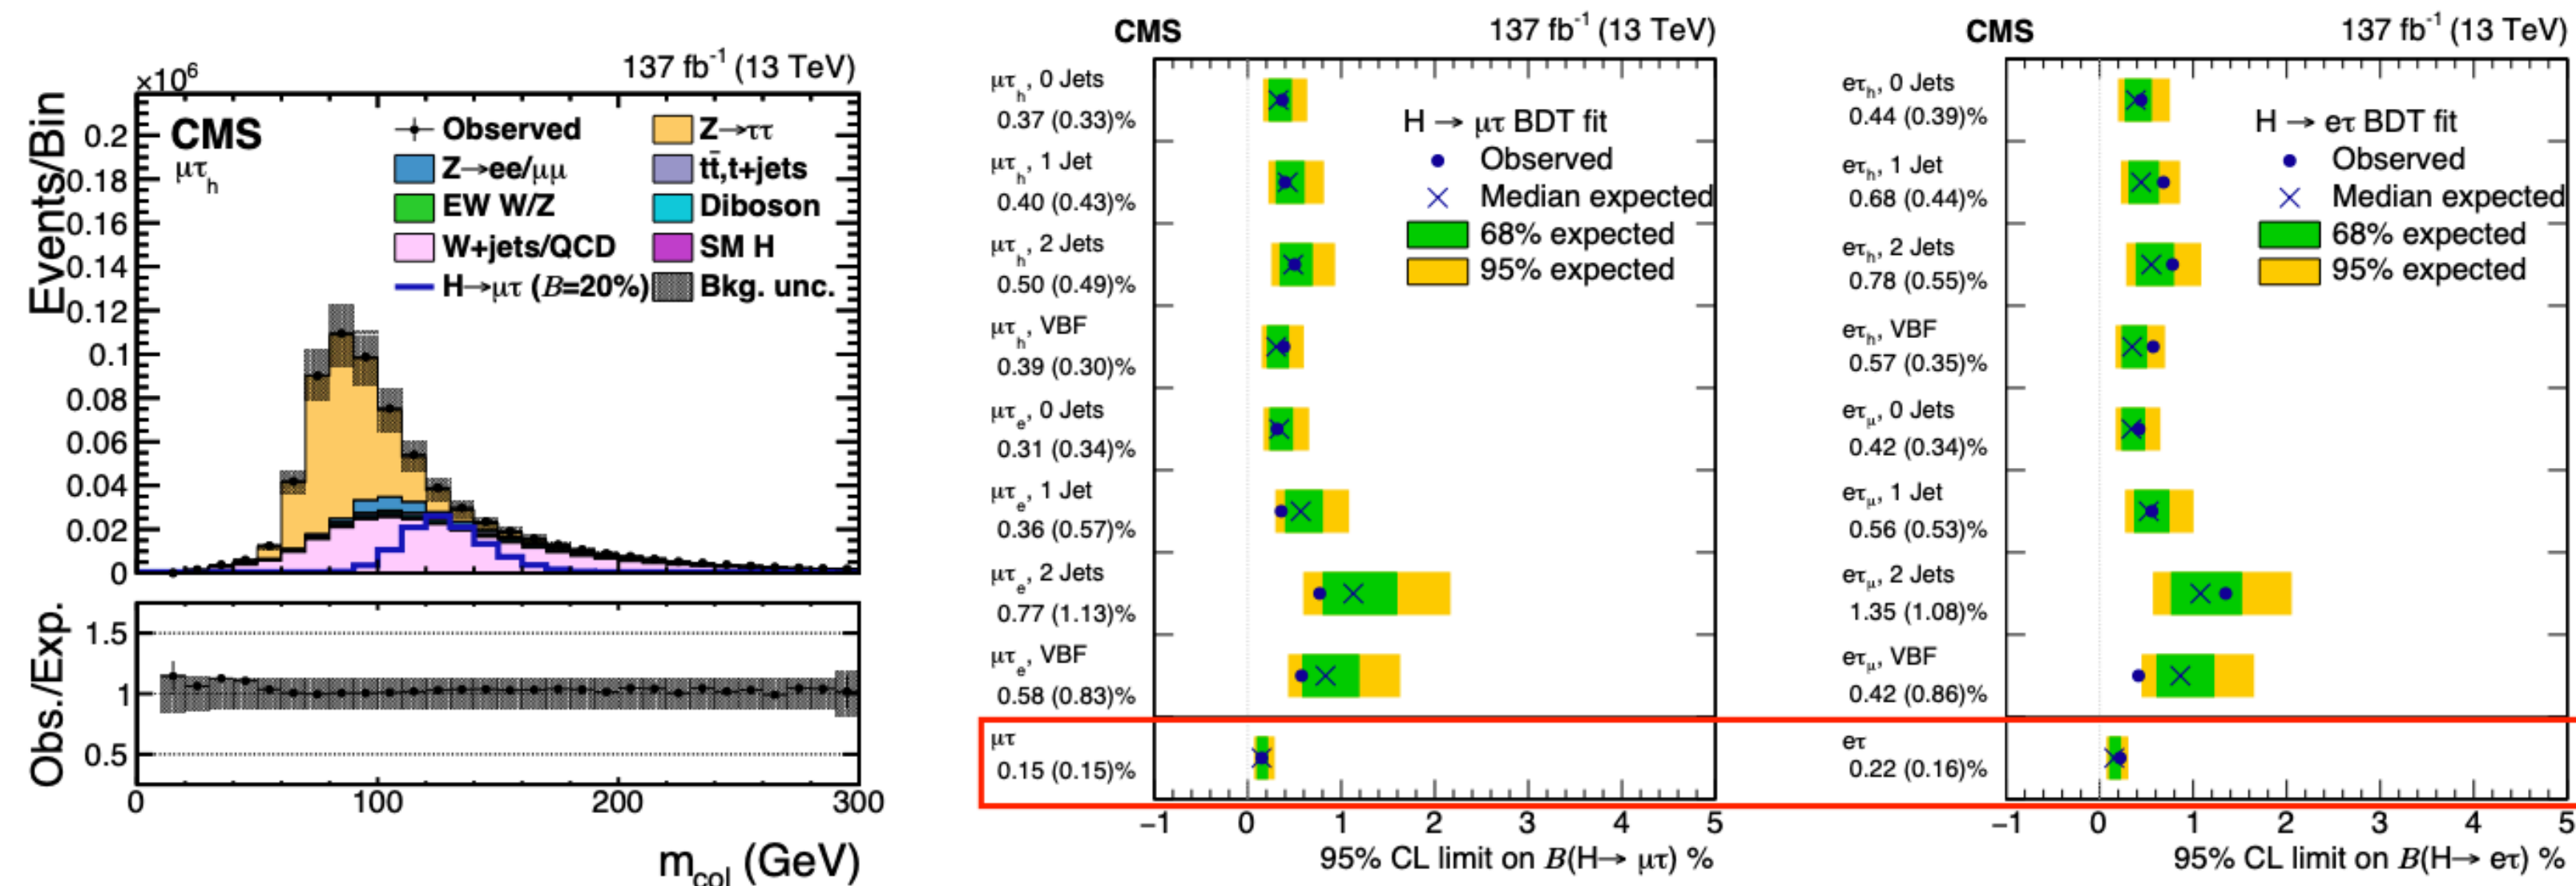 137 fb⁻¹ (13 TeV)
×10⁶
Events/Bin
CMS
μτₕ
Observed
Z→ττ
Z→ee/μμ
tt̄,t+jets
EW W/Z
Diboson
W+jets/QCD
SM H
H→μτ (B=20%)
Bkg. unc.
0.2
0.18
0.16
0.14
0.12
0.1
0.08
0.06
0.04
0.02
0
Obs./Exp.
1.5
1
0.5
0 100 200 300
m_col (GeV)
CMS 137 fb⁻¹ (13 TeV)
μτₕ, 0 Jets
0.37 (0.33)%
μτₕ, 1 Jet
0.40 (0.43)%
μτₕ, 2 Jets
0.50 (0.49)%
μτₕ, VBF
0.39 (0.30)%
μτₑ, 0 Jets
0.31 (0.34)%
μτₑ, 1 Jet
0.36 (0.57)%
μτₑ, 2 Jets
0.77 (1.13)%
μτₑ, VBF
0.58 (0.83)%
μτ
0.15 (0.15)%
H → μτ BDT fit
Observed
Median expected
68% expected
95% expected
−1 0 1 2 3 4 5
95% CL limit on B(H→ μτ) %
CMS 137 fb⁻¹ (13 TeV)
eτₕ, 0 Jets
0.44 (0.39)%
eτₕ, 1 Jet
0.68 (0.44)%
eτₕ, 2 Jets
0.78 (0.55)%
eτₕ, VBF
0.57 (0.35)%
eτ_μ, 0 Jets
0.42 (0.34)%
eτ_μ, 1 Jet
0.56 (0.53)%
eτ_μ, 2 Jets
1.35 (1.08)%
eτ_μ, VBF
0.42 (0.86)%
eτ
0.22 (0.16)%
H → eτ BDT fit
Observed
Median expected
68% expected
95% expected
−1 0 1 2 3 4 5
95% CL limit on B(H→ eτ) %